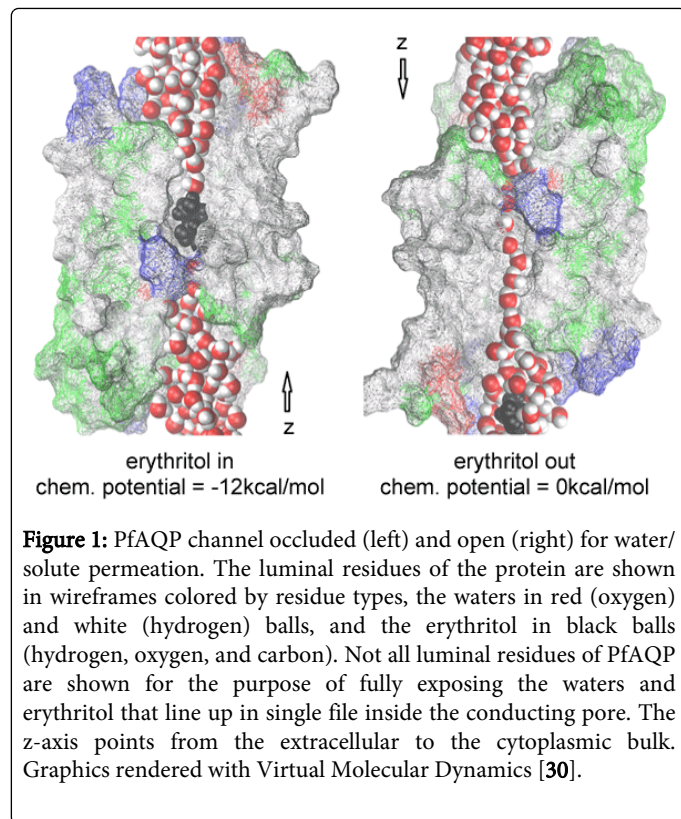 z
z
erythritol in
chem. potential = -12kcal/mol
erythritol out
chem. potential = 0kcal/mol
Figure 1: PfAQP channel occluded (left) and open (right) for water/
solute permeation. The luminal residues of the protein are shown
in wireframes colored by residue types, the waters in red (oxygen)
and white (hydrogen) balls, and the erythritol in black balls
(hydrogen, oxygen, and carbon). Not all luminal residues of PfAQP
are shown for the purpose of fully exposing the waters and
erythritol that line up in single file inside the conducting pore. The
z-axis points from the extracellular to the cytoplasmic bulk.
Graphics rendered with Virtual Molecular Dynamics [30].